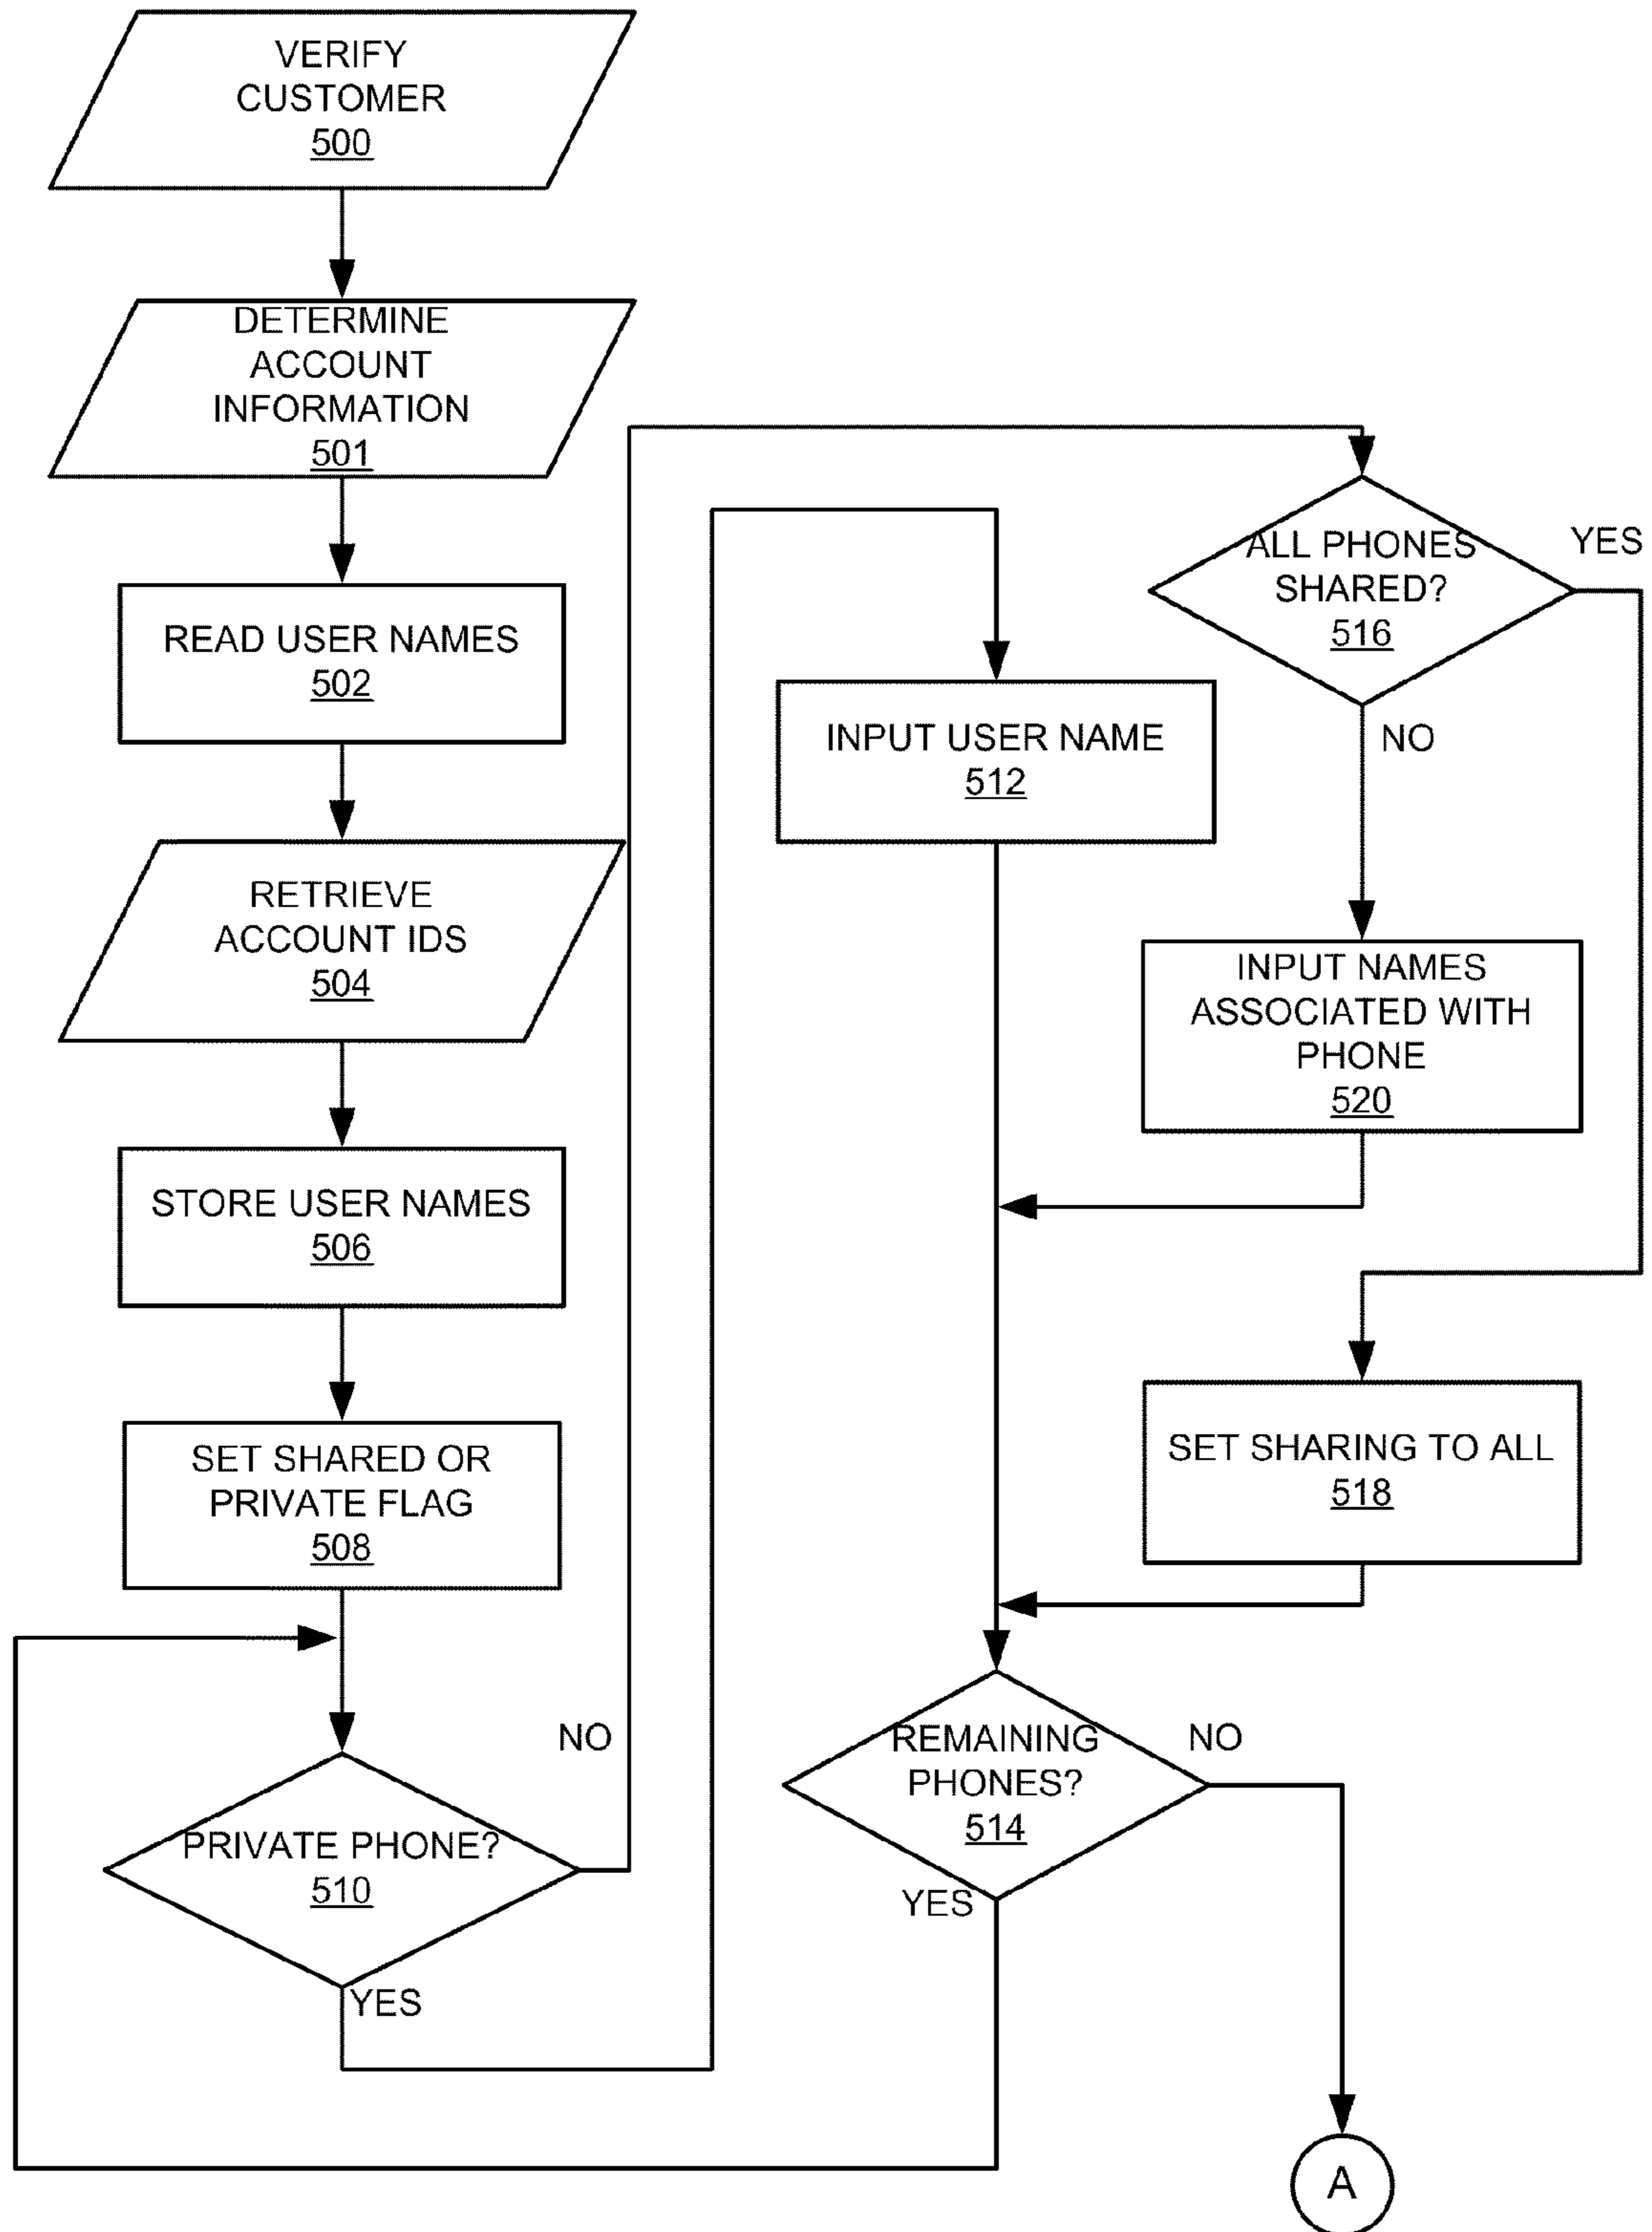 VERIFY
CUSTOMER
500
DETERMINE
ACCOUNT
INFORMATION
501
READ USER NAMES
502
RETRIEVE
ACCOUNT IDS
504
STORE USER NAMES
506
SET SHARED OR
PRIVATE FLAG
508
NO
PRIVATE PHONE?
510
YES
INPUT USER NAME
512
ALL PHONES
SHARED?
516
YES
NO
INPUT NAMES
ASSOCIATED WITH
PHONE
520
SET SHARING TO ALL
518
REMAINING
PHONES?
514
NO
YES
A